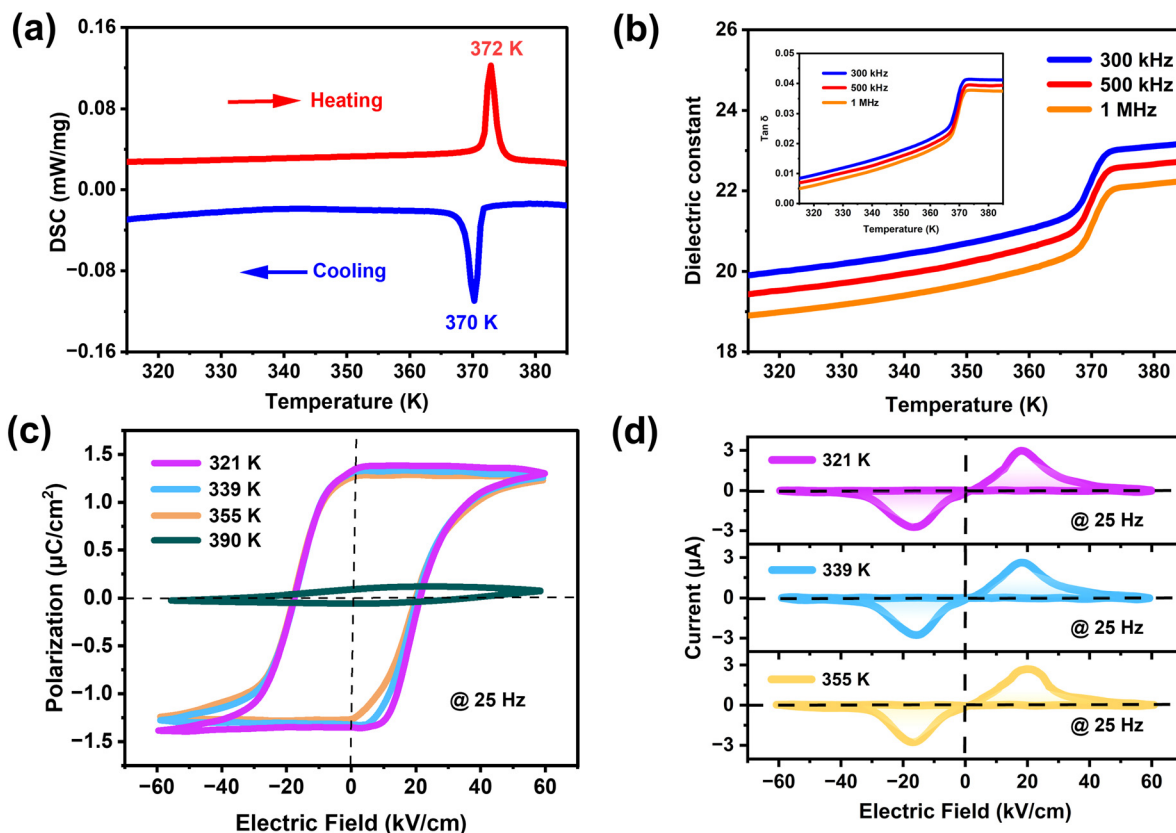 (a)
0.16
0.08
0.00
−0.08
−0.16
DSC (mW/mg)
372 K
Heating
Cooling
370 K
320 330 340 350 360 370 380
Temperature (K)
(b)
26
24
22
20
18
Dielectric constant
300 kHz
500 kHz
1 MHz
0.05
0.04
0.03
0.02
0.01
0.00
Tan δ
300 kHz
500 kHz
1 MHz
320 330 340 350 360 370 380
Temperature (K)
320 330 340 350 360 370 380
Temperature (K)
(c)
1.5
1.0
0.5
0.0
−0.5
−1.0
−1.5
Polarization (μC/cm²)
321 K
339 K
355 K
390 K
@ 25 Hz
−60 −40 −20 0 20 40 60
Electric Field (kV/cm)
(d)
Current (μA)
3
0
−3
321 K
@ 25 Hz
3
0
−3
339 K
@ 25 Hz
3
0
−3
355 K
@ 25 Hz
−60 −40 −20 0 20 40 60
Electric Field (kV/cm)